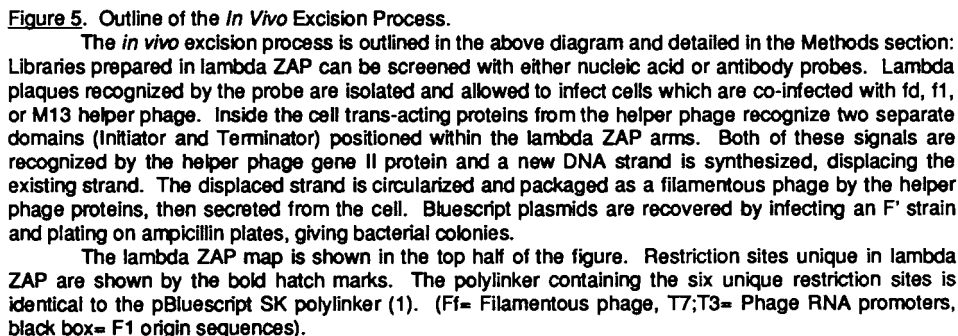 Figure 5. Outline of the In Vivo Excision Process.
The in vivo excision process is outlined in the above diagram and detailed in the Methods section:
Libraries prepared in lambda ZAP can be screened with either nucleic acid or antibody probes. Lambda
plaques recognized by the probe are isolated and allowed to infect cells which are co-infected with fd, f1,
or M13 helper phage. Inside the cell trans-acting proteins from the helper phage recognize two separate
domains (Initiator and Terminator) positioned within the lambda ZAP arms. Both of these signals are
recognized by the helper phage gene II protein and a new DNA strand is synthesized, displacing the
existing strand. The displaced strand is circularized and packaged as a filamentous phage by the helper
phage proteins, then secreted from the cell. Bluescript plasmids are recovered by infecting an F' strain
and plating on ampicillin plates, giving bacterial colonies.
The lambda ZAP map is shown in the top half of the figure. Restriction sites unique in lambda
ZAP are shown by the bold hatch marks. The polylinker containing the six unique restriction sites is
identical to the pBluescript SK polylinker (1). (Ff= Filamentous phage, T7;T3= Phage RNA promoters,
black box= F1 origin sequences).